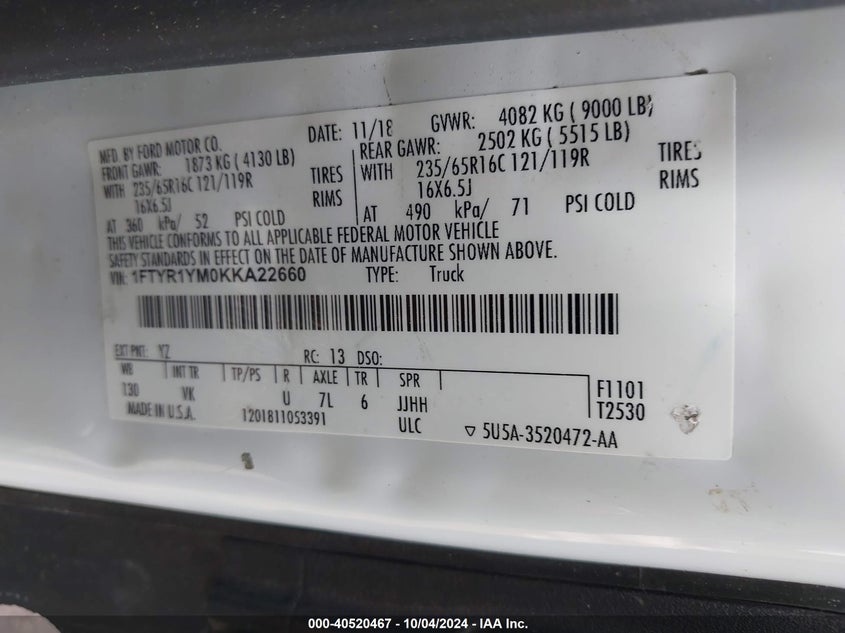 MFD. BY FORD MOTOR CO. DATE: 11/18 GVWR: 4082 KG ( 9000 LB)
FRONT GAWR: 1873 KG ( 4130 LB) REAR GAWR: 2502 KG ( 5515 LB)
WITH 235/65R16C 121/119R TIRES WITH 235/65R16C 121/119R TIRES
16X6.5J RIMS 16X6.5J RIMS
AT 360 kPa/ 52 PSI COLD AT 490 kPa/ 71 PSI COLD
THIS VEHICLE CONFORMS TO ALL APPLICABLE FEDERAL MOTOR VEHICLE
SAFETY STANDARDS IN EFFECT ON THE DATE OF MANUFACTURE SHOWN ABOVE.
VIN: 1FTYR1YM0KKA22660 TYPE: Truck
EXT PNT: YZ RC: 13 DSO:
WB INT TR TP/PS R AXLE TR SPR
130 VK U 7L 6 JJHH F1101
MADE IN U.S.A. 1201811053391 ULC T2530
▽ 5U5A-3520472-AA
000-40520467 - 10/04/2024 - IAA Inc.